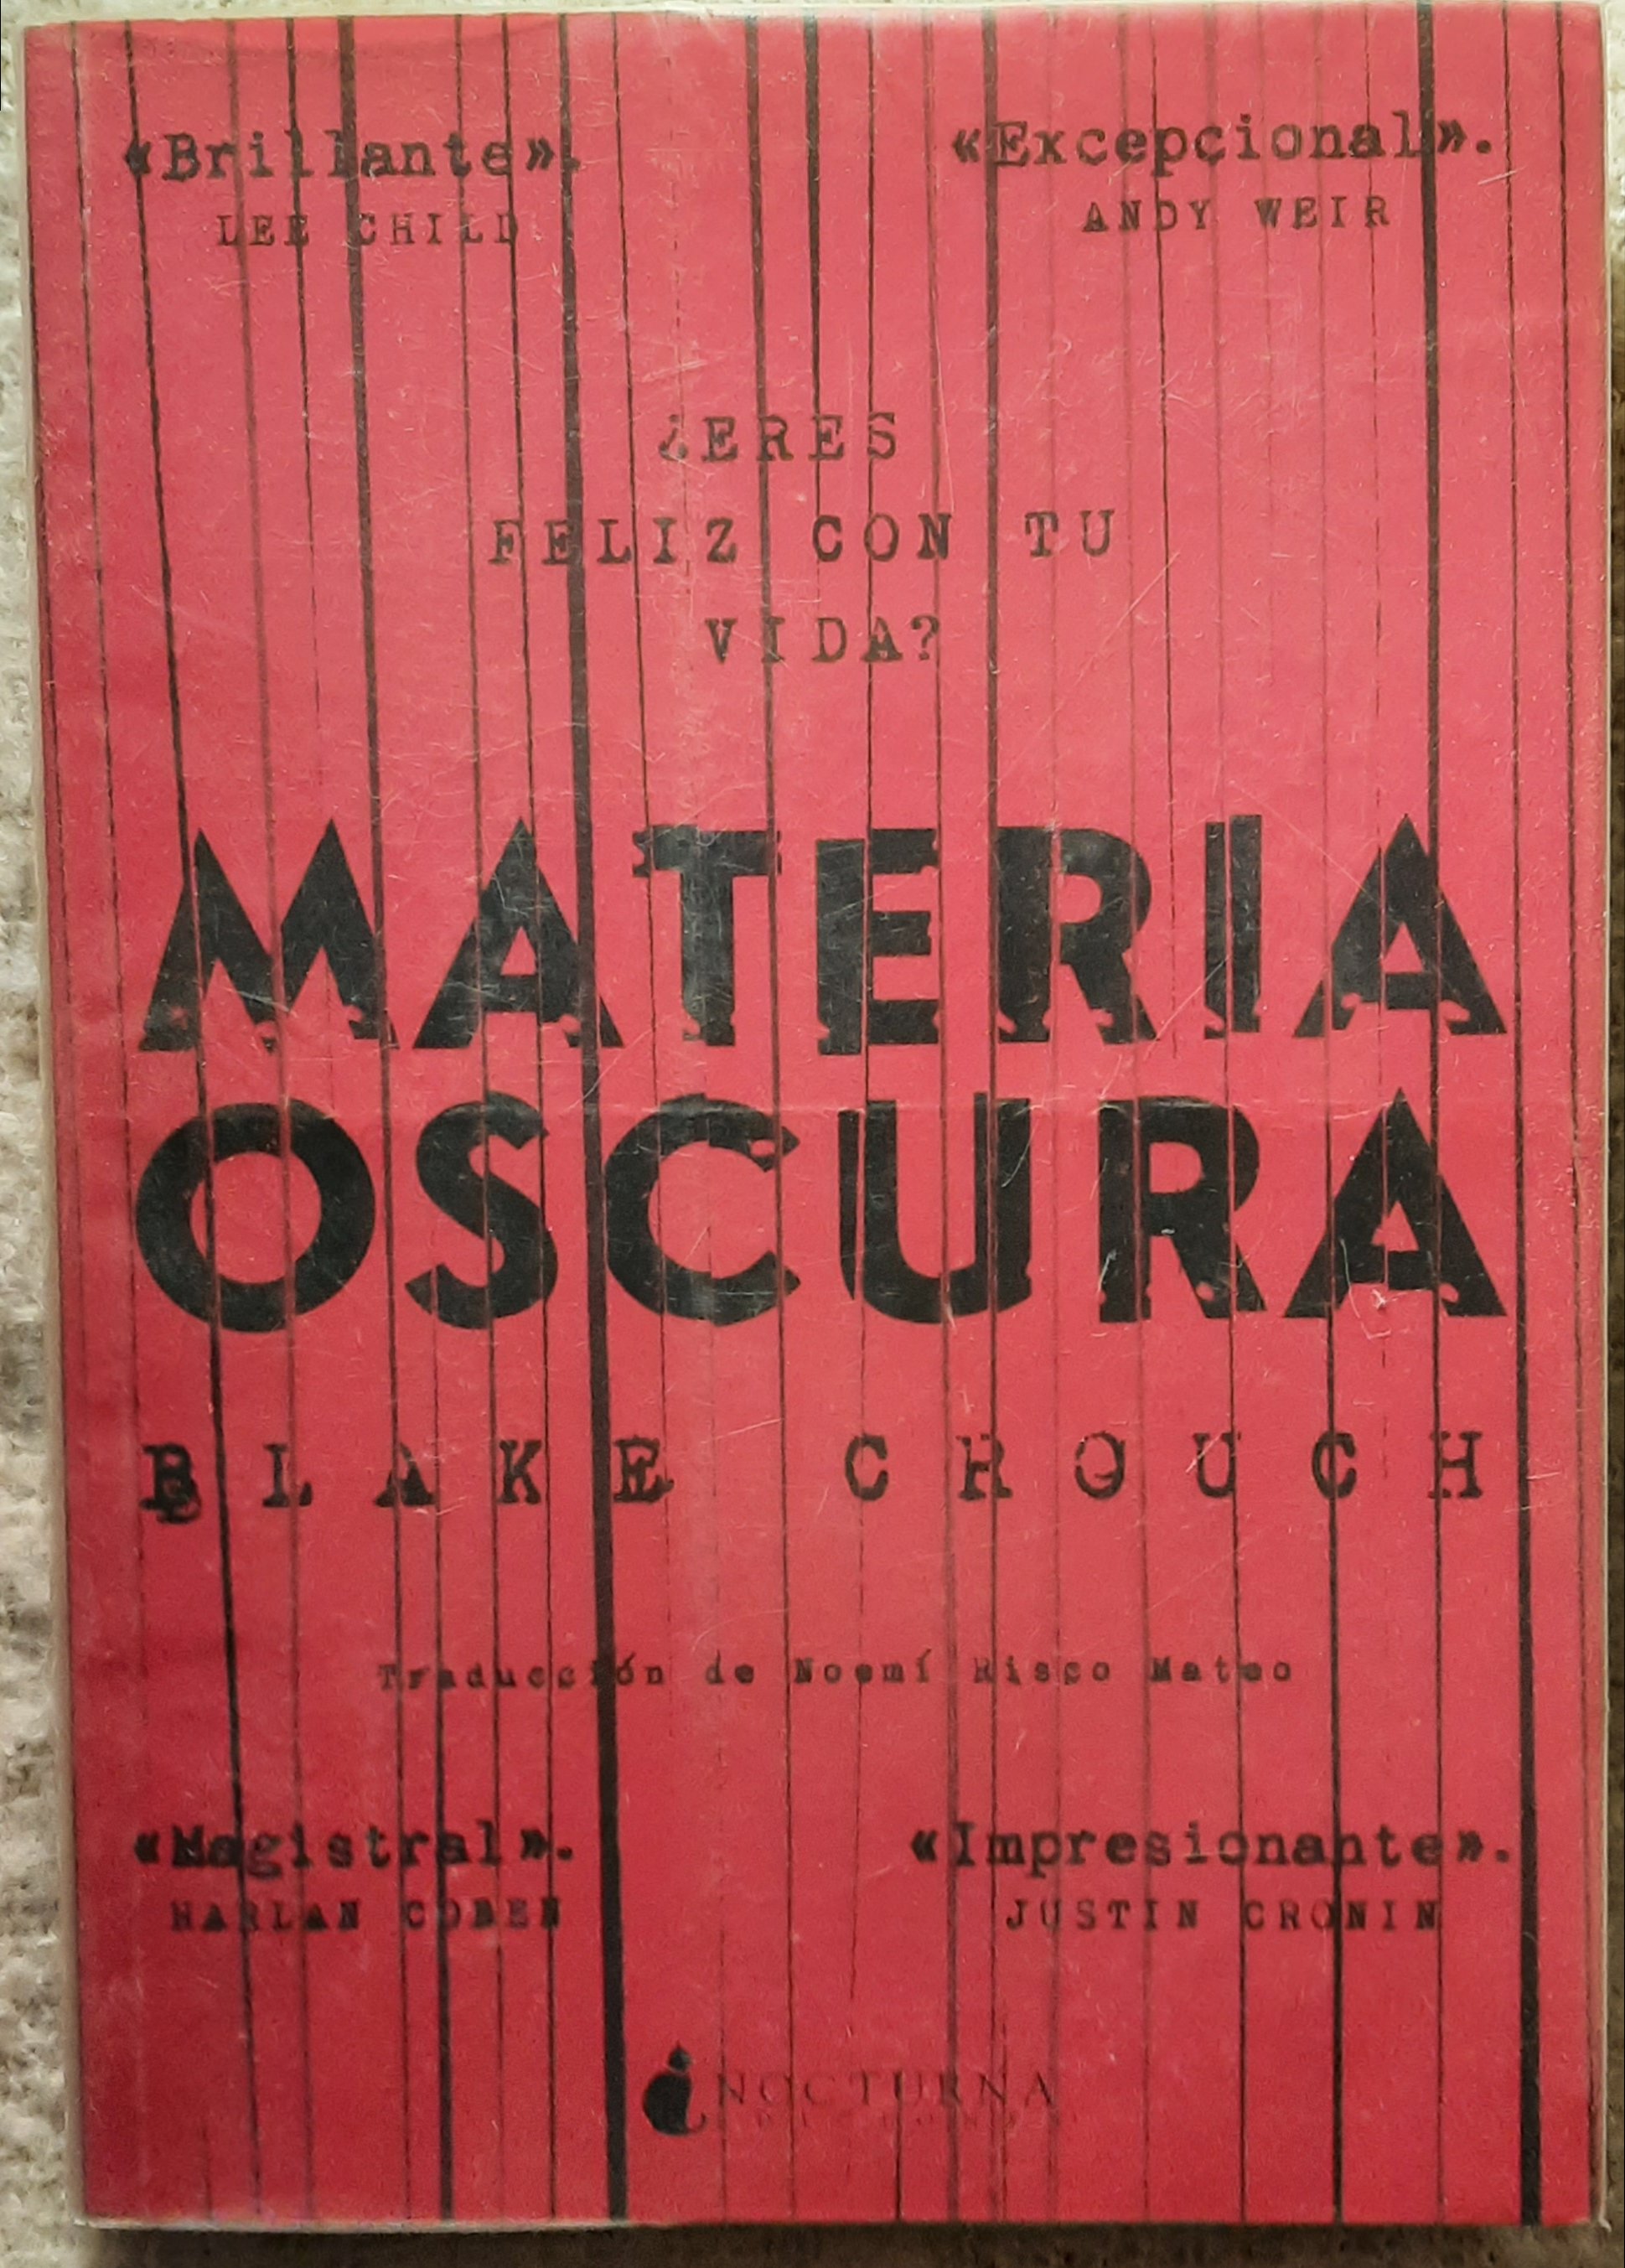 «Brillante».
LEE CHILD
«Excepcional».
ANDY WEIR
¿ERES
FELIZ CON TU
VIDA?
MATERIA
OSCURA
BLAKE CROUCH
Traducción de Noemí Risco Mateo
«Magistral».
HARLAN COBEN
«Impresionante».
JUSTIN CRONIN
NOCTURNA